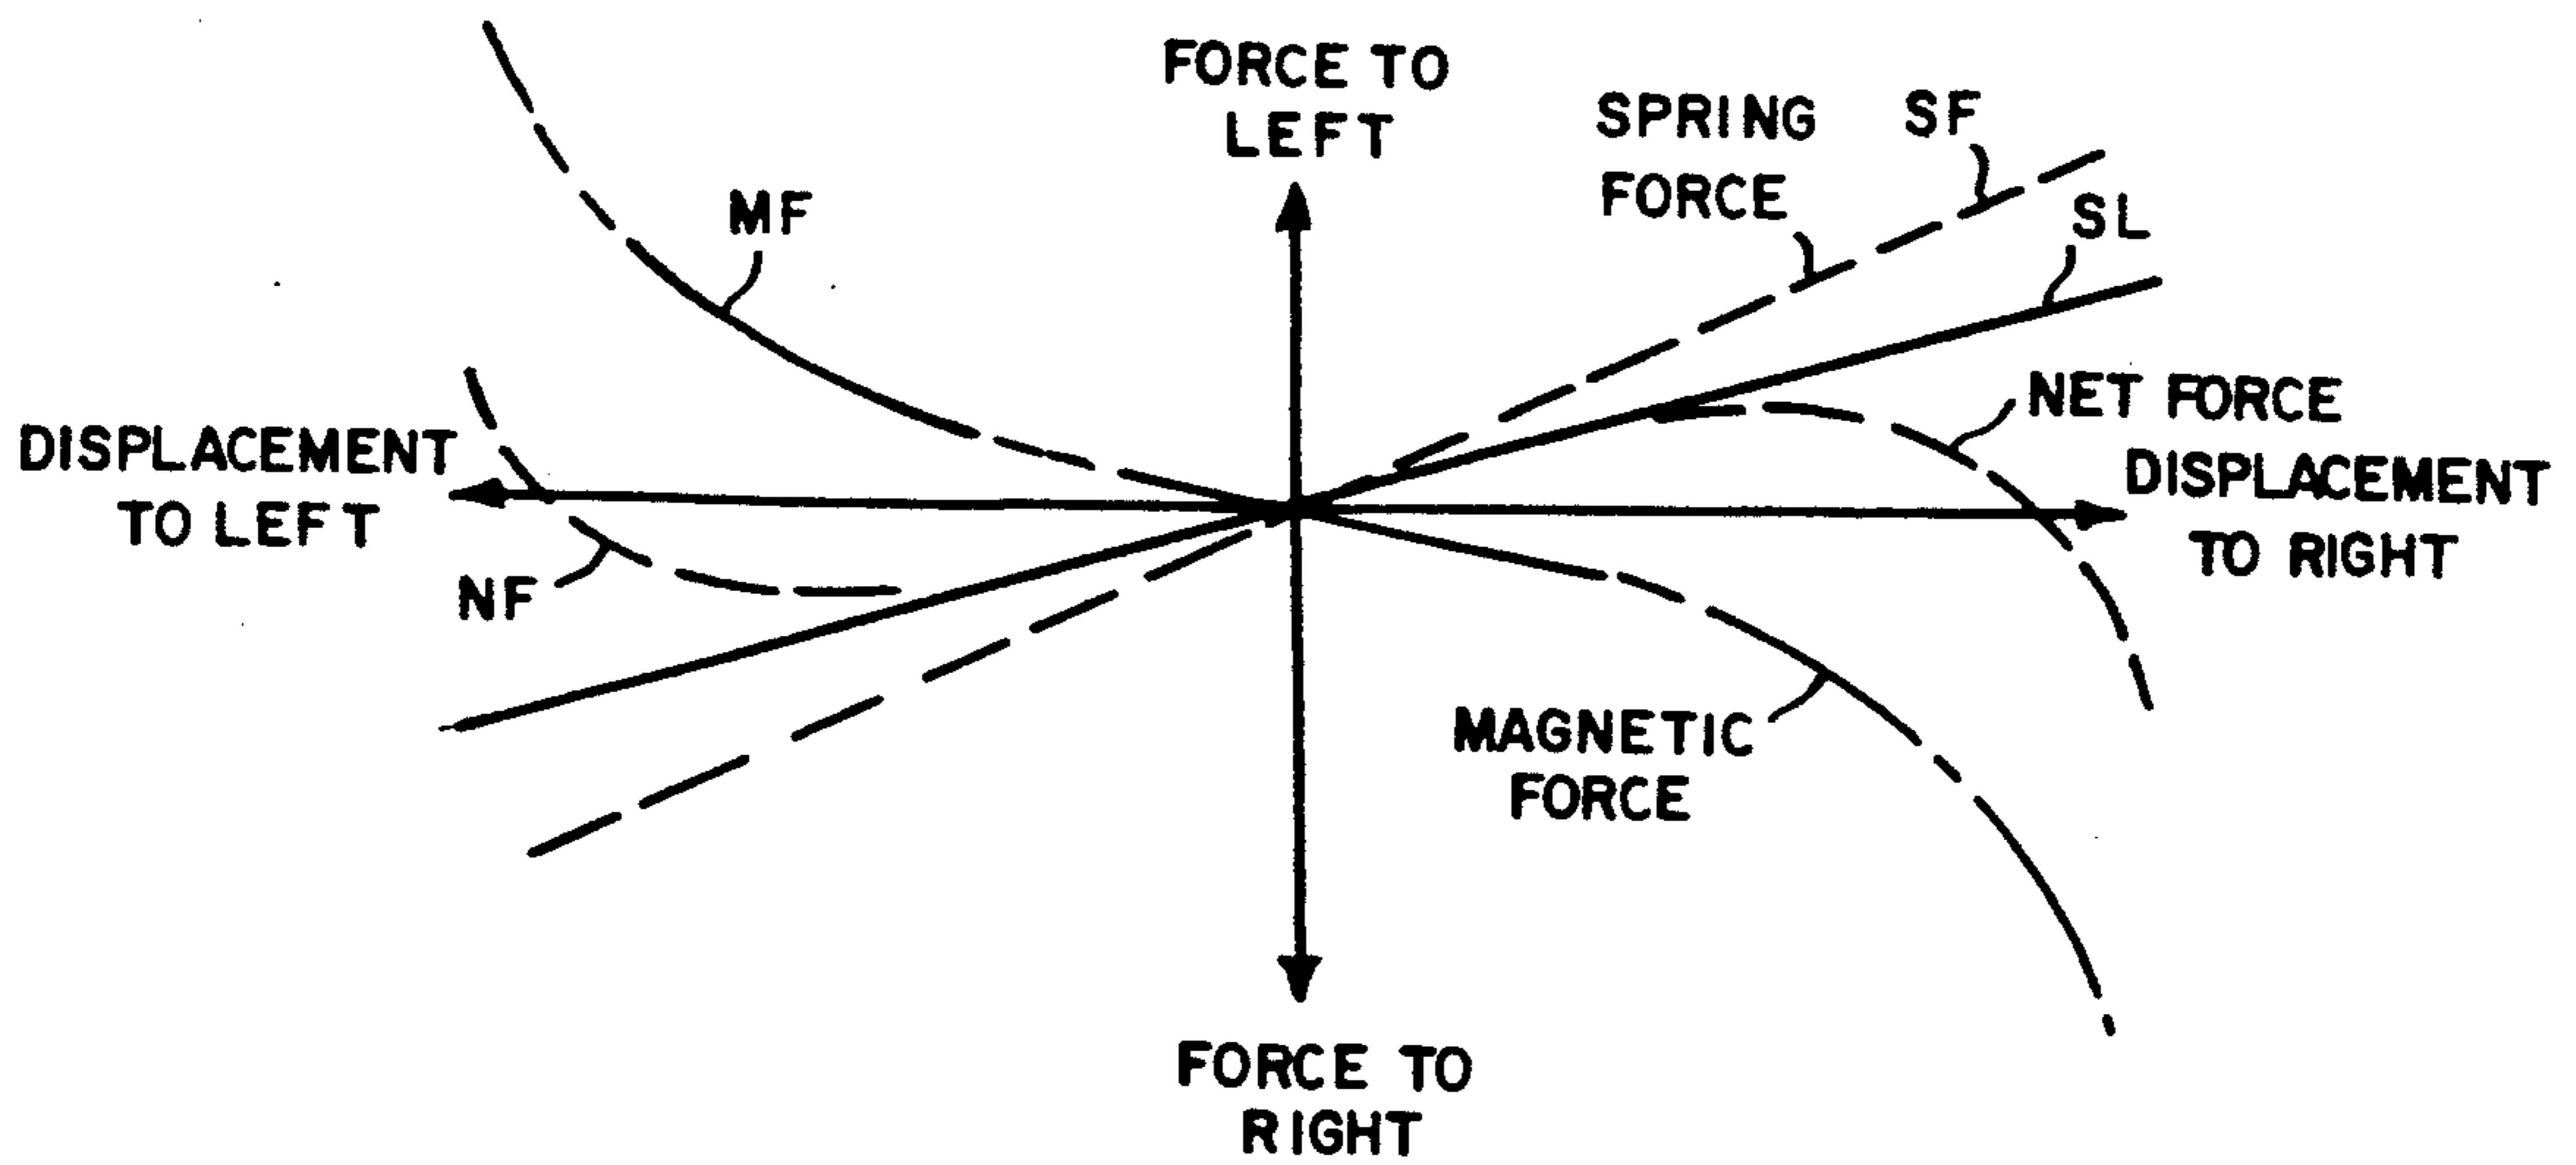 FORCE TO
LEFT
SPRING
FORCE
SF
SL
MF
NET FORCE
DISPLACEMENT
TO LEFT
DISPLACEMENT
TO RIGHT
NF
MAGNETIC
FORCE
FORCE TO
RIGHT